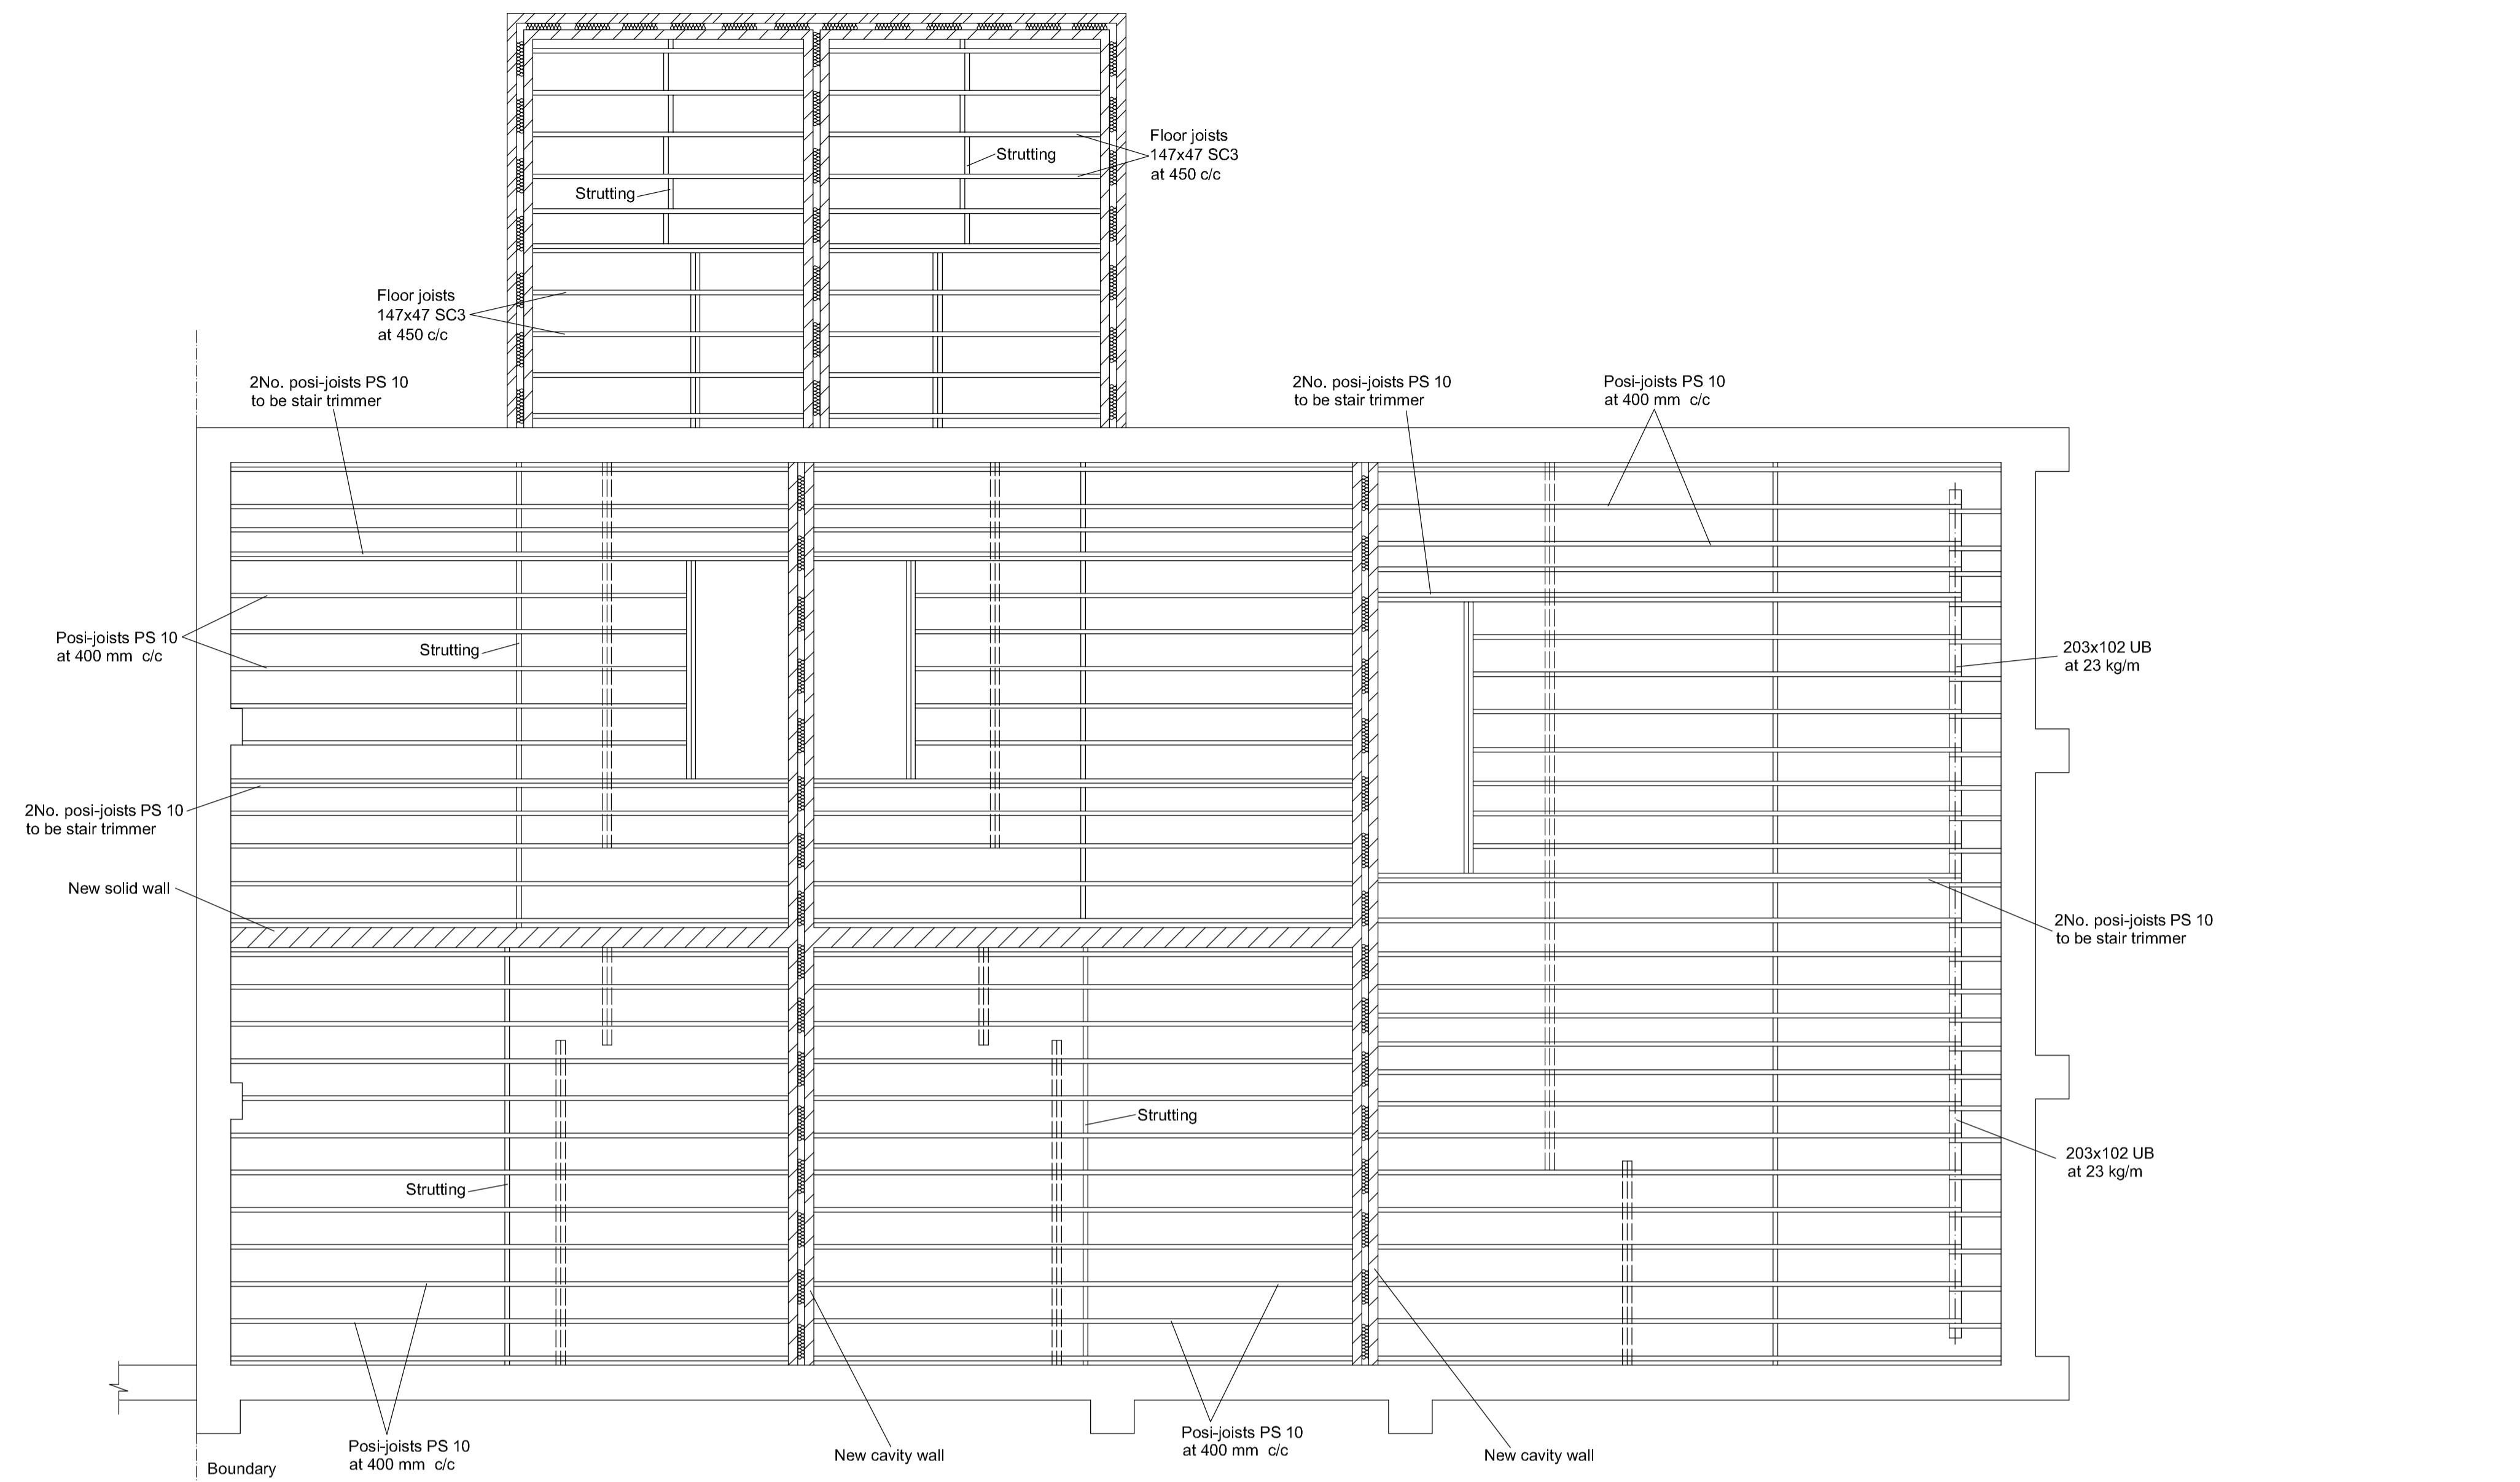 Floor joists
147x47 SC3
at 450 c/c
Strutting
Strutting
Floor joists
147x47 SC3
at 450 c/c
2No. posi-joists PS 10
to be stair trimmer
2No. posi-joists PS 10
to be stair trimmer
Posi-joists PS 10
at 400 mm c/c
Posi-joists PS 10
at 400 mm c/c
Strutting
203x102 UB
at 23 kg/m
2No. posi-joists PS 10
to be stair trimmer
New solid wall
2No. posi-joists PS 10
to be stair trimmer
Strutting
203x102 UB
at 23 kg/m
Strutting
Posi-joists PS 10
at 400 mm c/c
New cavity wall
Posi-joists PS 10
at 400 mm c/c
New cavity wall
Boundary